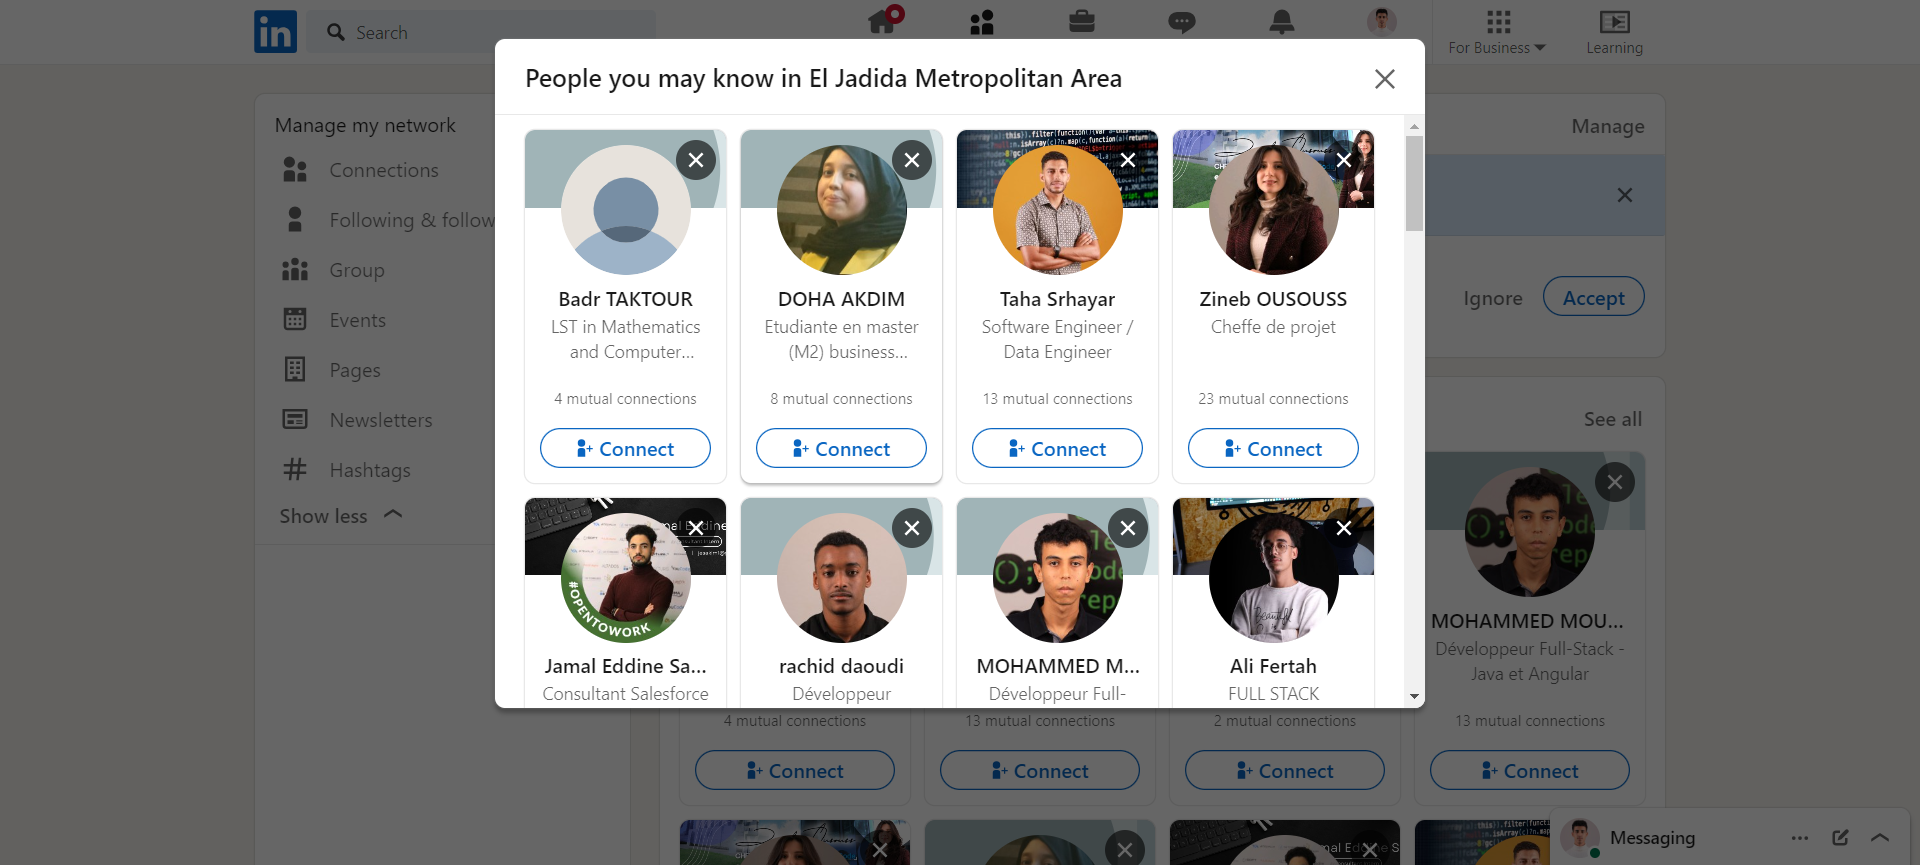 in
Search
For Business
Learning
People you may know in El Jadida Metropolitan Area
Manage my network
Connections
Following & follow
Group
Events
Pages
Newsletters
Hashtags
Show less
Manage
Ignore
Accept
See all
Badr TAKTOUR
LST in Mathematics
and Computer...
4 mutual connections
Connect
DOHA AKDIM
Etudiante en master
(M2) business...
8 mutual connections
Connect
Taha Srhayar
Software Engineer /
Data Engineer
13 mutual connections
Connect
Zineb OUSOUSS
Cheffe de projet
23 mutual connections
Connect
#OPENTOWORK
Jamal Eddine Sa...
Consultant Salesforce
rachid daoudi
Développeur
MOHAMMED M...
Développeur Full-
Ali Fertah
FULL STACK
MOHAMMED MOU...
Développeur Full-Stack -
Java et Angular
4 mutual connections
13 mutual connections
2 mutual connections
13 mutual connections
Connect
Connect
Connect
Connect
Messaging